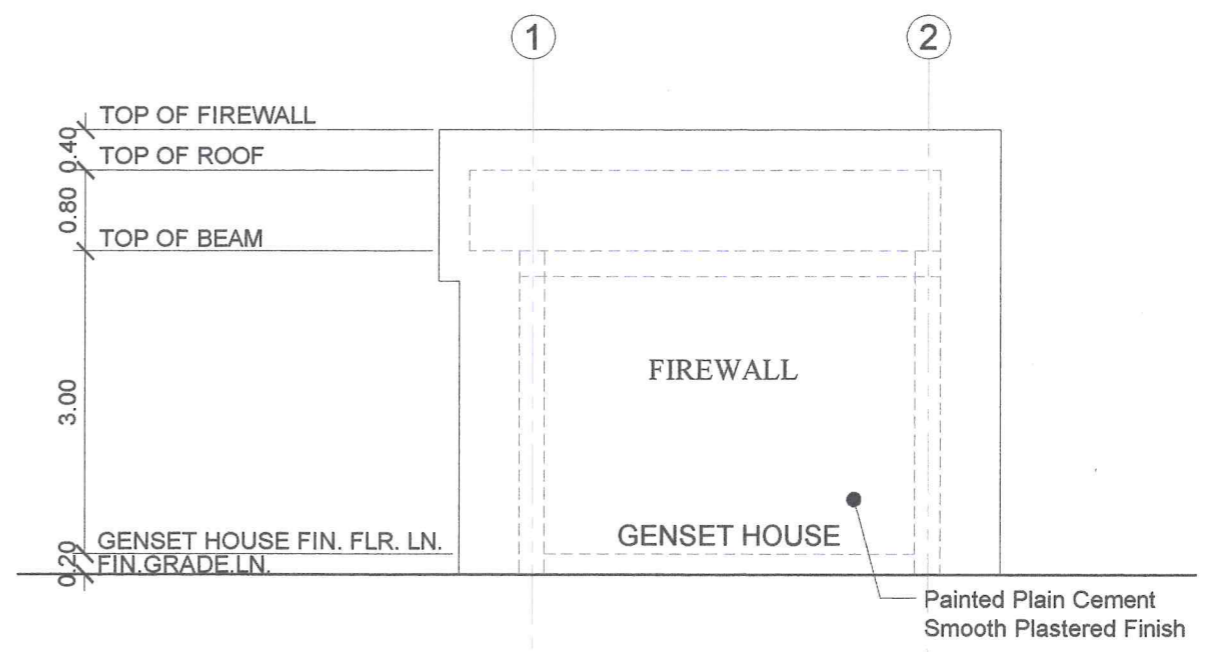 1
2
TOP OF FIREWALL
0.40
TOP OF ROOF
0.80
TOP OF BEAM
3.00
FIREWALL
GENSET HOUSE
GENSET HOUSE FIN. FLR. LN.
0.20
FIN.GRADE.LN.
Painted Plain Cement
Smooth Plastered Finish